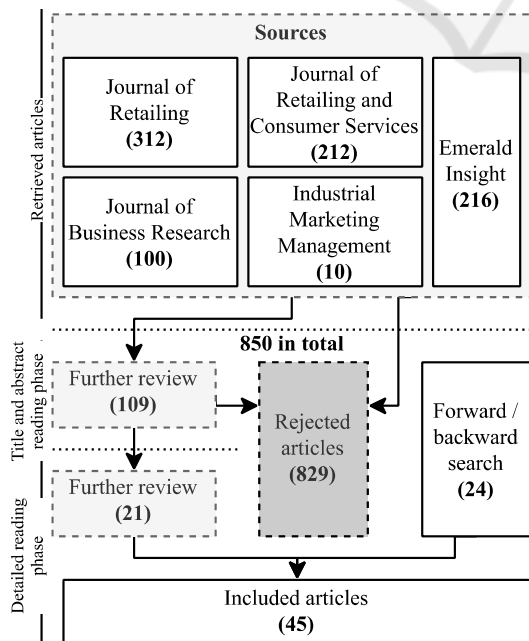 Sources
Journal of
Retailing
(312)
Journal of
Retailing and
Consumer Services
(212)
Emerald
Insight
(216)
Journal of
Business Research
(100)
Industrial
Marketing
Management
(10)
Retrieved articles
850 in total
Title and abstract
reading phase
Further review
(109)
Rejected
articles
(829)
Forward /
backward
search
(24)
Detailed reading
phase
Further review
(21)
Included articles
(45)